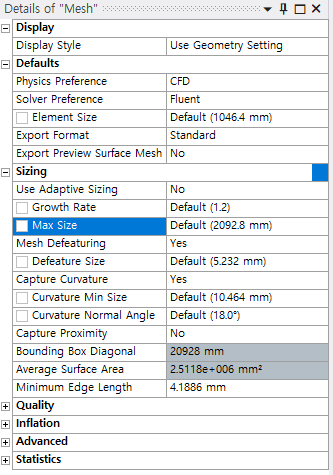 Details of "Mesh"
Display
Display Style Use Geometry Setting
Defaults
Physics Preference CFD
Solver Preference Fluent
Element Size Default (1046.4 mm)
Export Format Standard
Export Preview Surface Mesh No
Sizing
Use Adaptive Sizing No
Growth Rate Default (1.2)
Max Size Default (2092.8 mm)
Mesh Defeaturing Yes
Defeature Size Default (5.232 mm)
Capture Curvature Yes
Curvature Min Size Default (10.464 mm)
Curvature Normal Angle Default (18.0°)
Capture Proximity No
Bounding Box Diagonal 20928 mm
Average Surface Area 2.5118e+006 mm²
Minimum Edge Length 4.1886 mm
Quality
Inflation
Advanced
Statistics